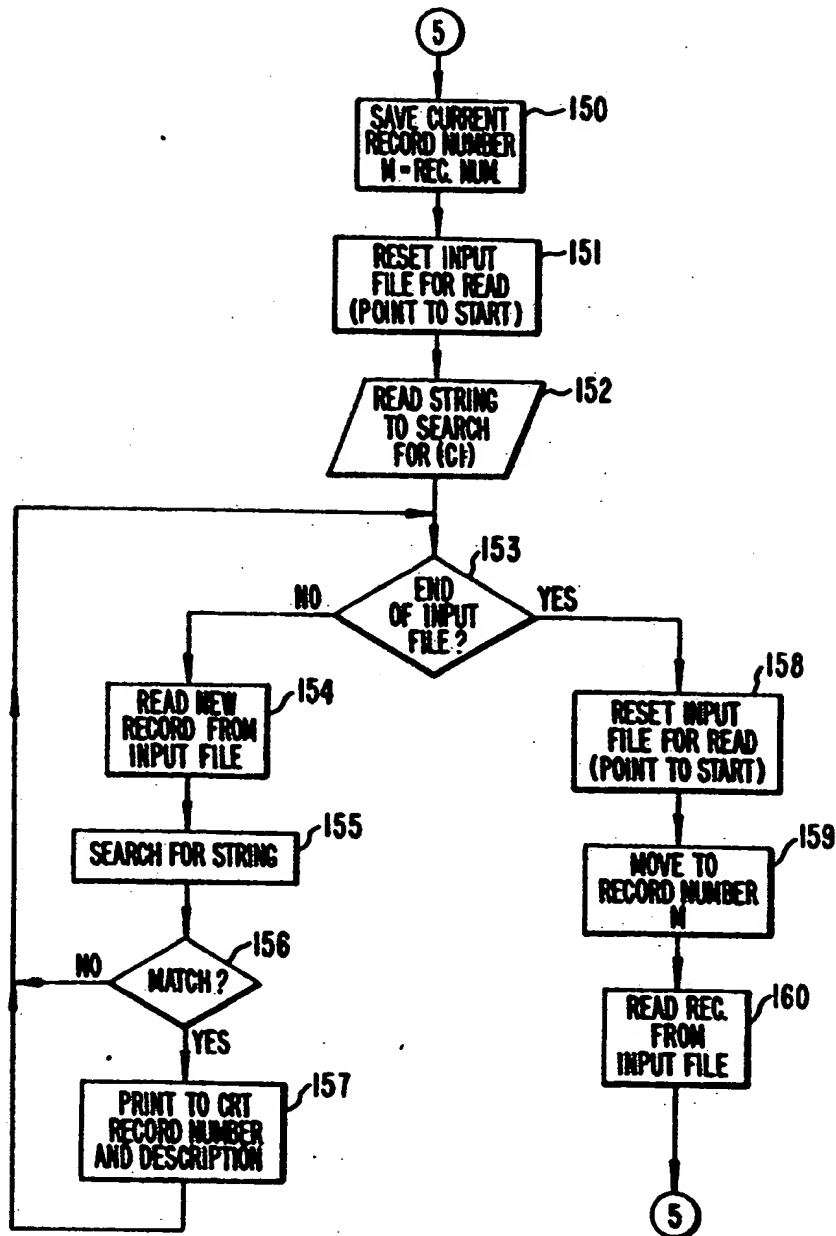 5
SAVE CURRENT
RECORD NUMBER
M = REC. NUM.
150
RESET INPUT
FILE FOR READ
(POINT TO START)
151
READ STRING
TO SEARCH
FOR (C1)
152
153
END
OF INPUT
FILE ?
NO
YES
READ NEW
RECORD FROM
INPUT FILE
154
SEARCH FOR STRING
155
MATCH ?
156
NO
YES
PRINT TO CRT
RECORD NUMBER
AND DESCRIPTION
157
RESET INPUT
FILE FOR READ
(POINT TO START)
158
MOVE TO
RECORD NUMBER
M
159
READ REC.
FROM
INPUT FILE
160
5